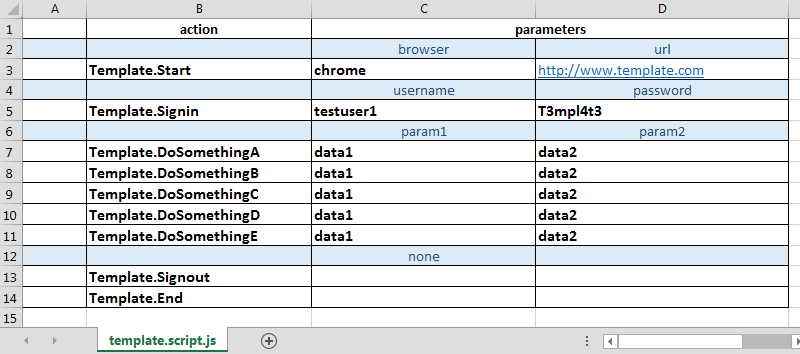 A B C D
1 action parameters
2 browser url
3 Template.Start chrome http://www.template.com
4 username password
5 Template.Signin testuser1 T3mpl4t3
6 param1 param2
7 Template.DoSomethingA data1 data2
8 Template.DoSomethingB data1 data2
9 Template.DoSomethingC data1 data2
10 Template.DoSomethingD data1 data2
11 Template.DoSomethingE data1 data2
12 none
13 Template.Signout
14 Template.End
15
template.script.js